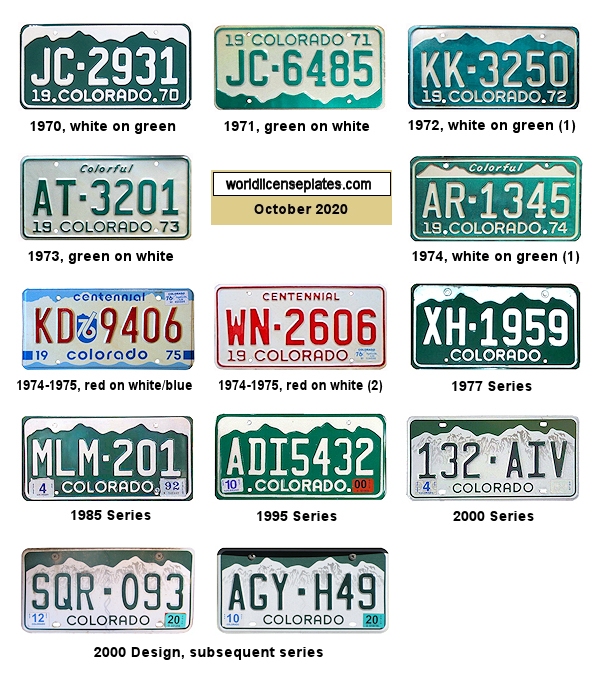 JC·2931
19.COLORADO.70
1970, white on green
19 COLORADO 71
JC·6485
1971, green on white
KK·3250
19.COLORADO.72
1972, white on green (1)
Colorful
AT·3201
19.COLORADO.73
1973, green on white
worldlicenseplates.com
October 2020
Colorful
AR·1345
19.COLORADO.74
1974, white on green (1)
centennial
76
KD 76 9406
19 colorado 75
1974-1975, red on white/blue
CENTENNIAL
WN·2606
19 COLORADO
76
1974-1975, red on white (2)
XH·1959
.COLORADO.
1977 Series
MLM·201
4 .COLORADO. 92
1985 Series
ADI5432
10 .COLORADO. 00
1995 Series
132·AIV
4 COLORADO
2000 Series
SQR·093
12 COLORADO 20
AGY·H49
10 COLORADO 20
2000 Design, subsequent series